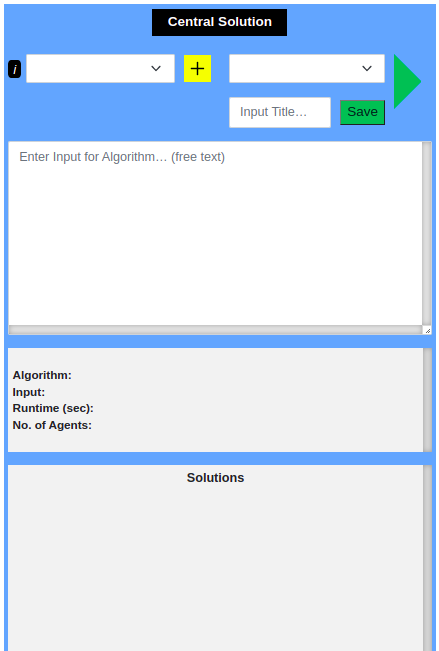 Central Solution
i
+
Input Title...
Save
Enter Input for Algorithm... (free text)
Algorithm:
Input:
Runtime (sec):
No. of Agents:
Solutions